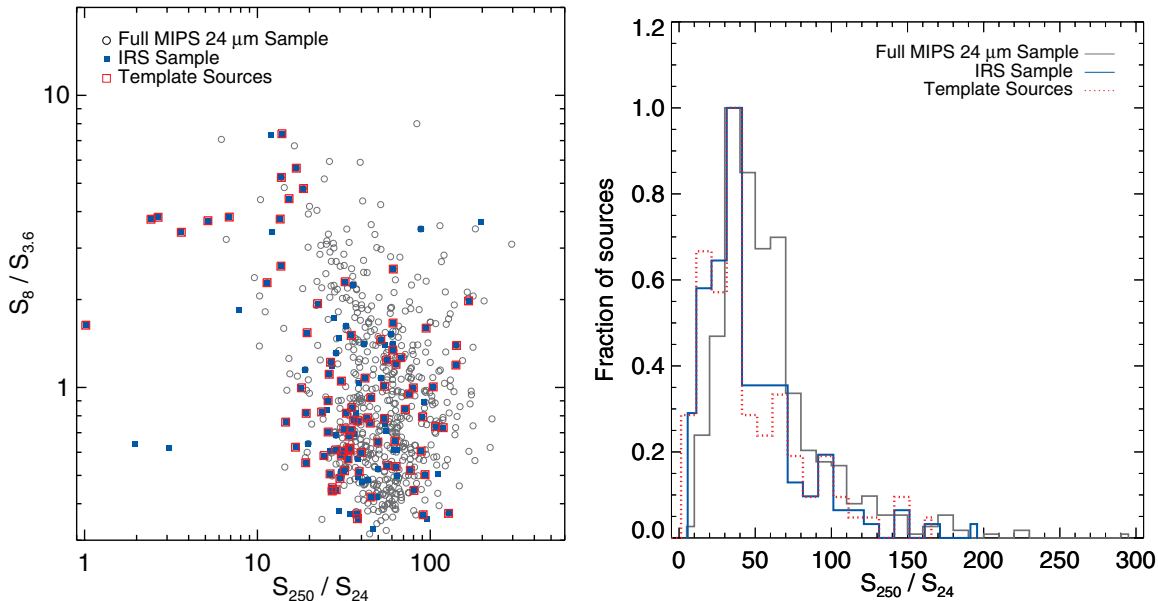 Full MIPS 24 μm Sample
IRS Sample
Template Sources
10
1
S8 / S3.6
1
10
100
S250 / S24
1.2
1.0
0.8
0.6
0.4
0.2
0.0
Fraction of sources
Full MIPS 24 μm Sample
IRS Sample
Template Sources
0
50
100
150
200
250
300
S250 / S24